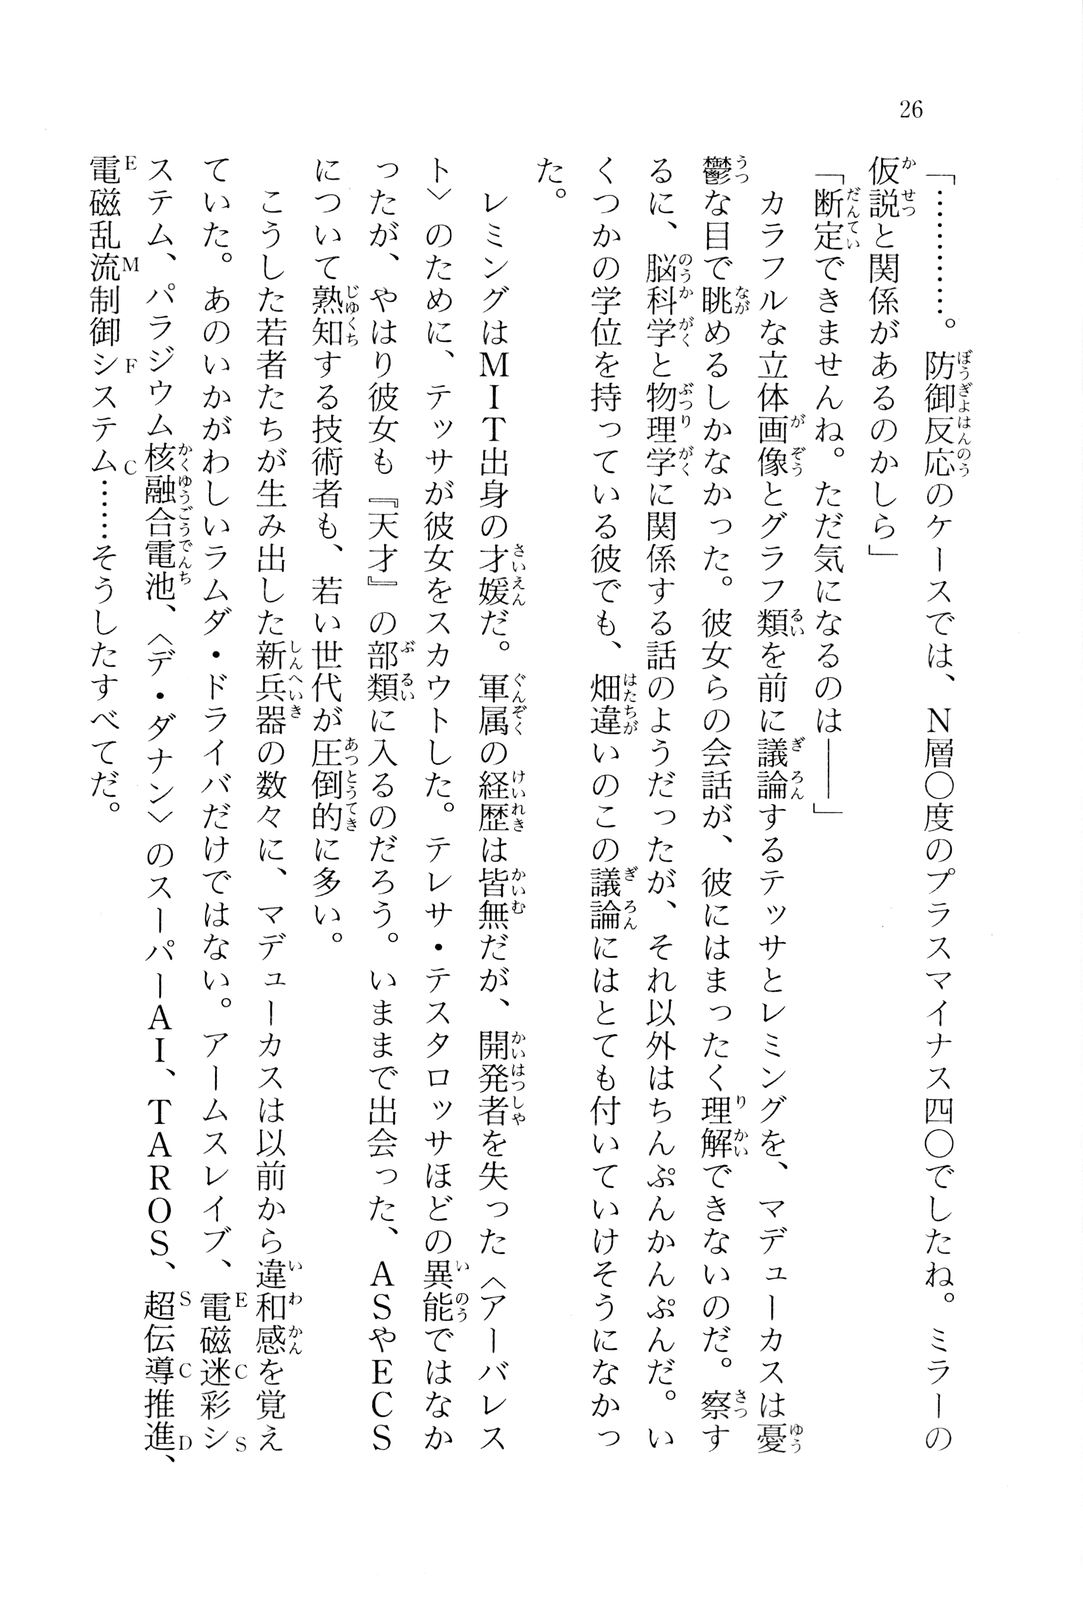 26
「…………。防御反応のケースでは、N層〇度のプラスマイナス四〇でしたね。ミラーの
仮説と関係があるのかしら」
「断定できませんね。ただ気になるのは――」
カラフルな立体画像とグラフ類を前に議論するテッサとレミングを、マデューカスは憂
鬱な目で眺めるしかなかった。彼女らの会話が、彼にはまったく理解できないのだ。察す
るに、脳科学と物理学に関係する話のようだったが、それ以外はちんぷんかんぷんだ。い
くつかの学位を持っている彼でも、畑違いのこの議論にはとても付いていけそうになかっ
た。
レミングはMIT出身の才媛だ。軍属の経歴は皆無だが、開発者を失った〈アーバレス
ト〉のために、テッサが彼女をスカウトした。テレサ・テスタロッサほどの異能ではなか
ったが、やはり彼女も『天才』の部類に入るのだろう。いままで出会った、ASやECS
について熟知する技術者も、若い世代が圧倒的に多い。
こうした若者たちが生み出した新兵器の数々に、マデューカスは以前から違和感を覚え
ていた。あのいかがわしいラムダ・ドライバだけではない。アームスレイブ、電磁迷彩シ
ステム、パラジウム核融合電池、〈デ・ダナン〉のスーパーAI、TAROS、超伝導推進、
電磁乱流制御システム……そうしたすべてだ。